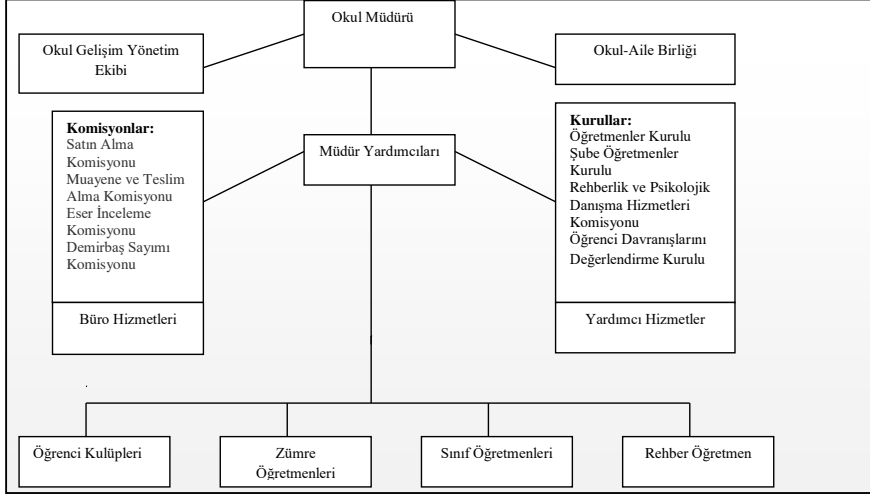 Okul Müdürü
Okul Gelişim Yönetim
Ekibi
Okul-Aile Birliği
Komisyonlar:
Satın Alma
Komisyonu
Muayene ve Teslim
Alma Komisyonu
Eser İnceleme
Komisyonu
Demirbaş Sayımı
Komisyonu
Müdür Yardımcıları
Kurullar:
Öğretmenler Kurulu
Şube Öğretmenler
Kurulu
Rehberlik ve Psikolojik
Danışma Hizmetleri
Komisyonu
Öğrenci Davranışlarını
Değerlendirme Kurulu
Büro Hizmetleri
Yardımcı Hizmetler
Öğrenci Kulüpleri
Zümre
Öğretmenleri
Sınıf Öğretmenleri
Rehber Öğretmen